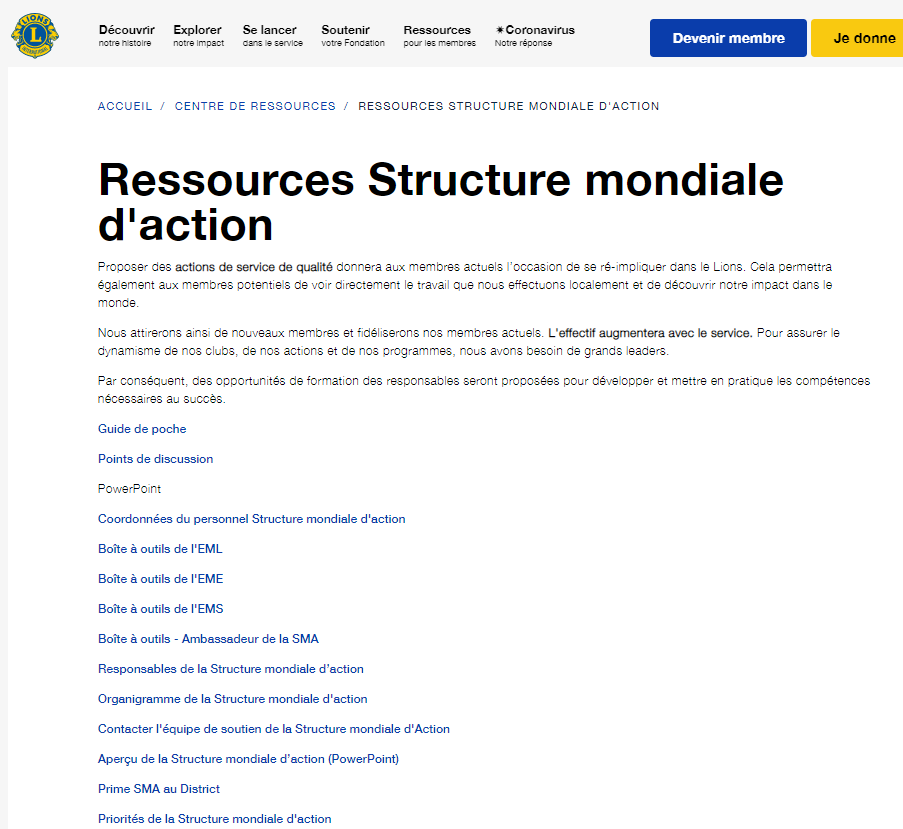 LIONS
L
INTERNATIONAL
Découvrir
notre histoire
Explorer
notre impact
Se lancer
dans le service
Soutenir
votre Fondation
Ressources
pour les membres
✷Coronavirus
Notre réponse
Devenir membre
Je donne
ACCUEIL / CENTRE DE RESSOURCES / RESSOURCES STRUCTURE MONDIALE D'ACTION
Ressources Structure mondiale
d'action
Proposer des actions de service de qualité donnera aux membres actuels l’occasion de se ré-impliquer dans le Lions. Cela permettra
également aux membres potentiels de voir directement le travail que nous effectuons localement et de découvrir notre impact dans le
monde.
Nous attirerons ainsi de nouveaux membres et fidéliserons nos membres actuels. L'effectif augmentera avec le service. Pour assurer le
dynamisme de nos clubs, de nos actions et de nos programmes, nous avons besoin de grands leaders.
Par conséquent, des opportunités de formation des responsables seront proposées pour développer et mettre en pratique les compétences
nécessaires au succès.
Guide de poche
Points de discussion
PowerPoint
Coordonnées du personnel Structure mondiale d'action
Boîte à outils de l'EML
Boîte à outils de l'EME
Boîte à outils de l'EMS
Boîte à outils - Ambassadeur de la SMA
Responsables de la Structure mondiale d’action
Organigramme de la Structure mondiale d'action
Contacter l'équipe de soutien de la Structure mondiale d'Action
Aperçu de la Structure mondiale d’action (PowerPoint)
Prime SMA au District
Priorités de la Structure mondiale d'action